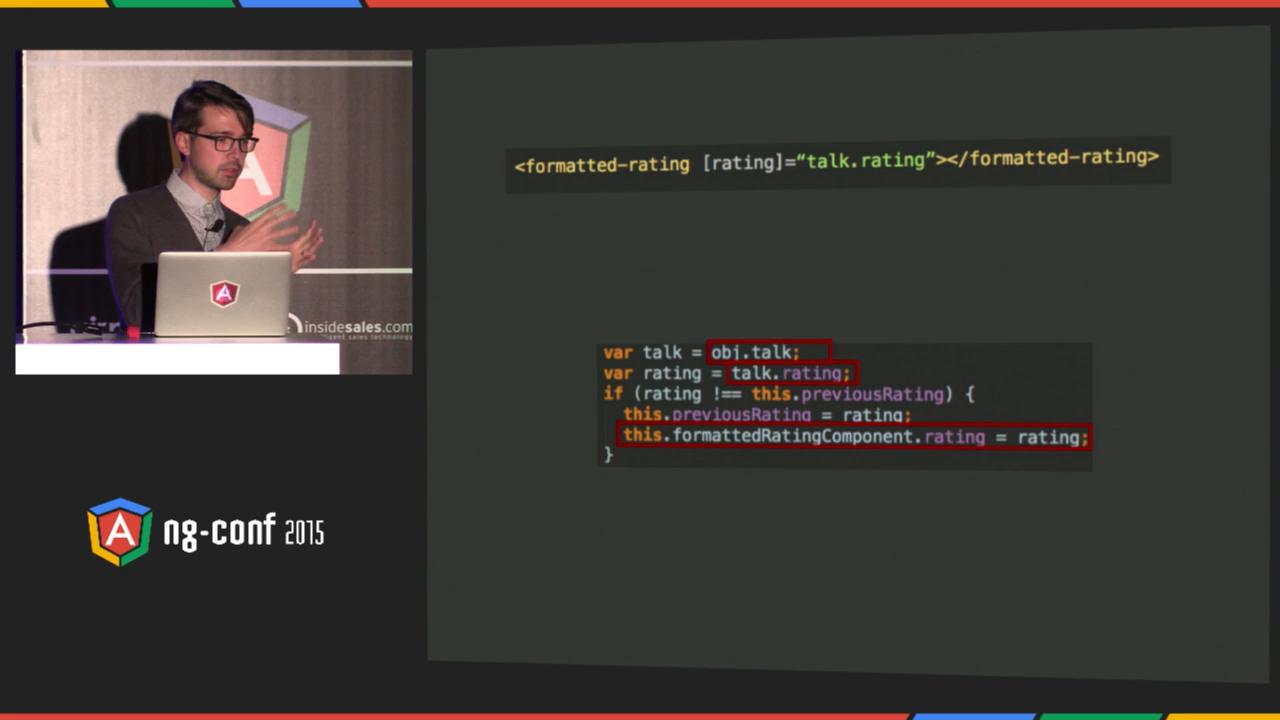 <formatted-rating [rating]=“talk.rating”></formatted-rating>
var talk = obj.talk;
var rating = talk.rating;
if (rating !== this.previousRating) {
this.previousRating = rating;
this.formattedRatingComponent.rating = rating;
}
A
A
insidesales.com
A
ng-conf 2015